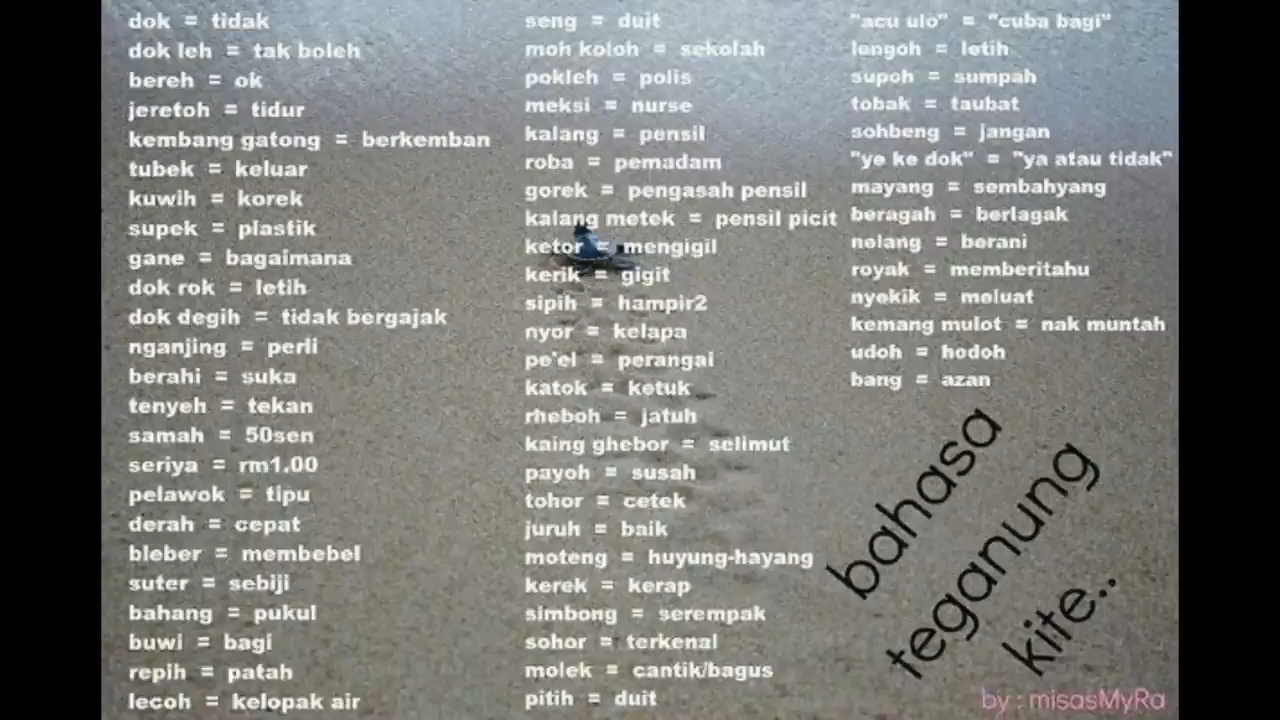 dok = tidak
dok leh = tak boleh
bereh = ok
jeretoh = tidur
kembang gatong = berkemban
tubek = keluar
kuwih = korek
supek = plastik
gane = bagaimana
dok rok = letih
dok degih = tidak bergajak
nganjing = perli
berahi = suka
tenyeh = tekan
samah = 50sen
seriya = rm1.00
pelawok = tipu
derah = cepat
bleber = membebel
suter = sebiji
bahang = pukul
buwi = bagi
repih = patah
lecoh = kelopak air
seng = duit
moh koloh = sekolah
pokleh = polis
meksi = nurse
kalang = pensil
roba = pemadam
gorek = pengasah pensil
kalang metek = pensil picit
ketor = mengigil
kerik = gigit
sipih = hampir2
nyor = kelapa
pe'el = perangai
katok = ketuk
rheboh = jatuh
kaing ghebor = selimut
payoh = susah
tohor = cetek
juruh = baik
moteng = huyung-hayang
kerek = kerap
simbong = serempak
sohor = terkenal
molek = cantik/bagus
pitih = duit
"acu ulo" = "cuba bagi"
lengoh = letih
supoh = sumpah
tobak = taubat
sohbeng = jangan
"ye ke dok" = "ya atau tidak"
mayang = sembahyang
beragah = berlagak
nelang = berani
royak = memberitahu
nyekik = meluat
kemang mulot = nak muntah
udoh = hodoh
bang = azan
bahasa
teganung
kite..
by : misasMyRa